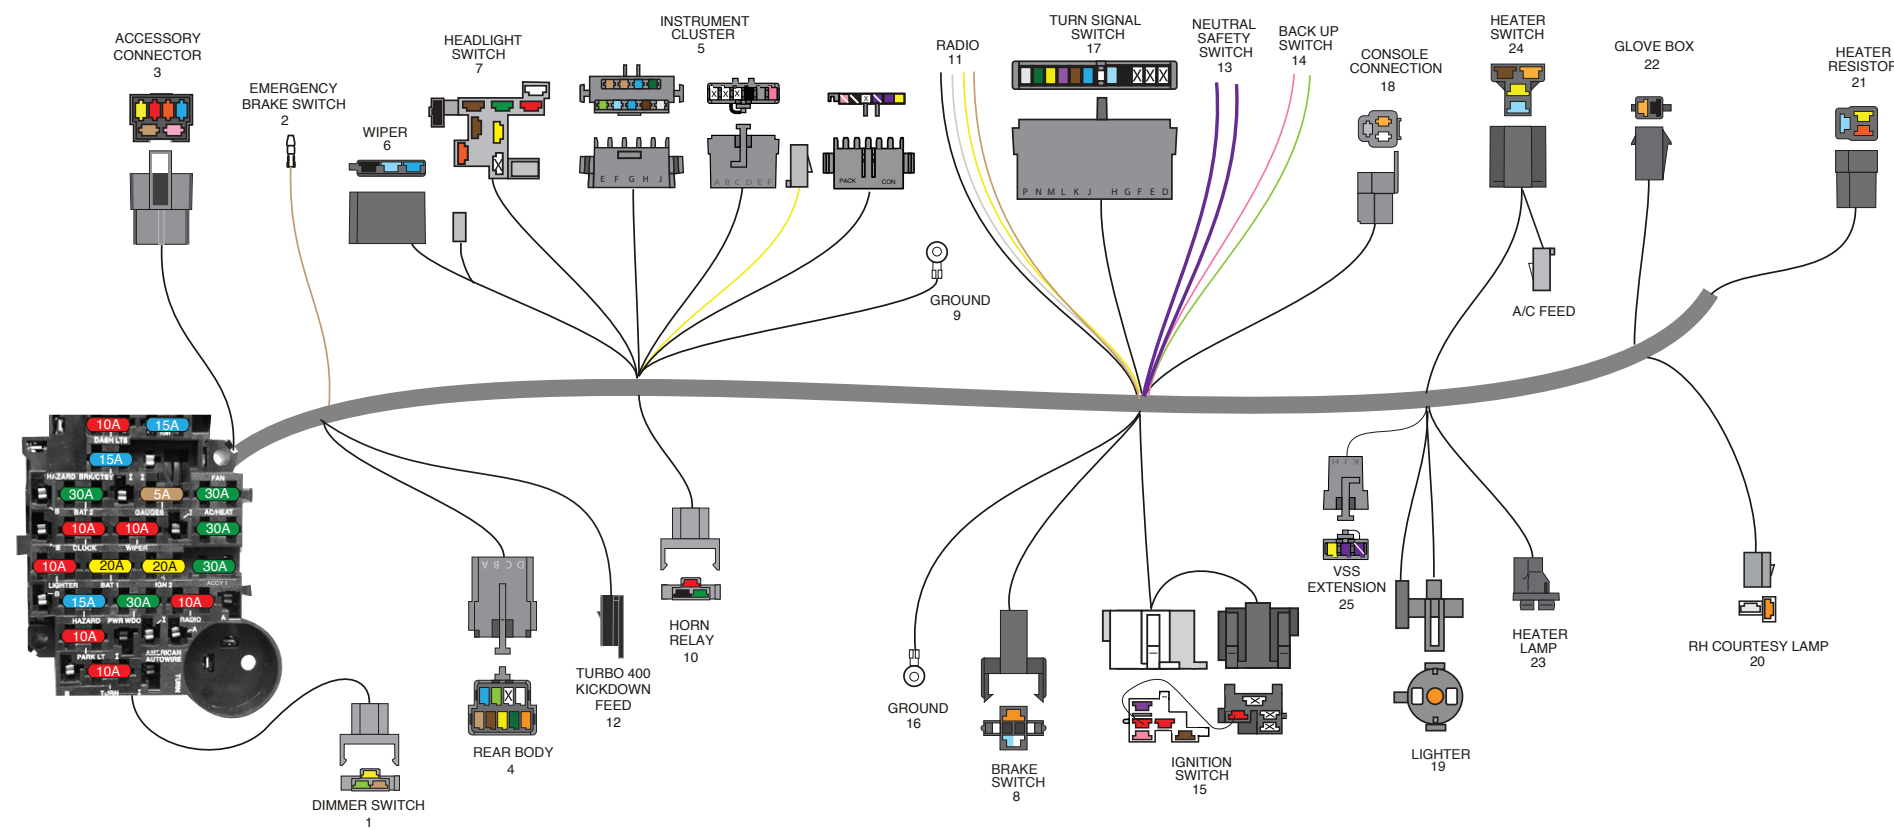 ACCESSORY
CONNECTOR
3
EMERGENCY
BRAKE SWITCH
2
WIPER
6
HEADLIGHT
SWITCH
7
INSTRUMENT
CLUSTER
5
E F G H J
A B C D E F
PACK CON
GROUND
9
RADIO
11
TURN SIGNAL
SWITCH
17
P N M L K J H G F E D
NEUTRAL
SAFETY
SWITCH
13
BACK UP
SWITCH
14
CONSOLE
CONNECTION
18
HEATER
SWITCH
24
A/C FEED
GLOVE BOX
22
HEATER
RESISTOR
21
10A 15A
DASH LTS
15A
HAZARD BRK/CTSY I I FAN
30A 5A 30A
B BAT 2 GAUGES I AC/HEAT
10A 10A 30A
B CLOCK WIPER
10A 20A 20A 30A
LIGHTER BAT 1 IGN 2 ACCY 1
B
15A 30A 10A
HAZARD PWR WDO I RADIO A
A
10A
PARK LT I AMERICAN
AUTOWIRE
10A
B TURN I TURN
DIMMER SWITCH
1
D C B A
REAR BODY
4
TURBO 400
KICKDOWN
FEED
12
HORN
RELAY
10
GROUND
16
BRAKE
SWITCH
8
IGNITION
SWITCH
15
H J K
VSS
EXTENSION
25
LIGHTER
19
HEATER
LAMP
23
RH COURTESY LAMP
20